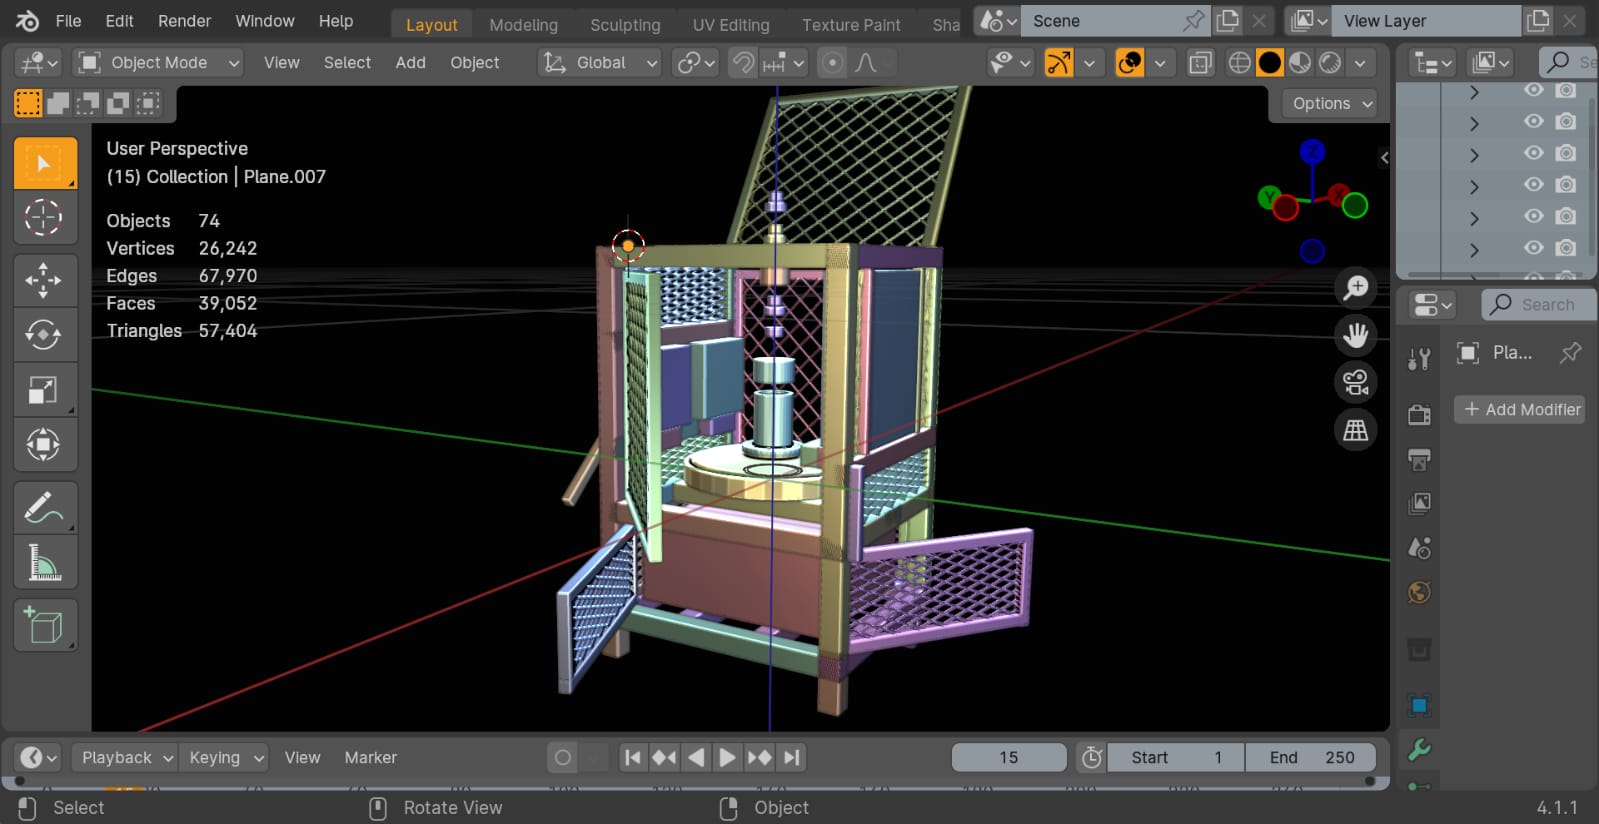 File Edit Render Window Help Layout Modeling Sculpting UV Editing Texture Paint Sha Scene View Layer
Object Mode View Select Add Object Global Se
Options
User Perspective
(15) Collection | Plane.007
Objects 74
Vertices 26,242
Edges 67,970
Faces 39,052
Triangles 57,404
Z
Y X
Search
Pla...
+ Add Modifier
Playback Keying View Marker 15 Start 1 End 250
Select Rotate View Object 4.1.1